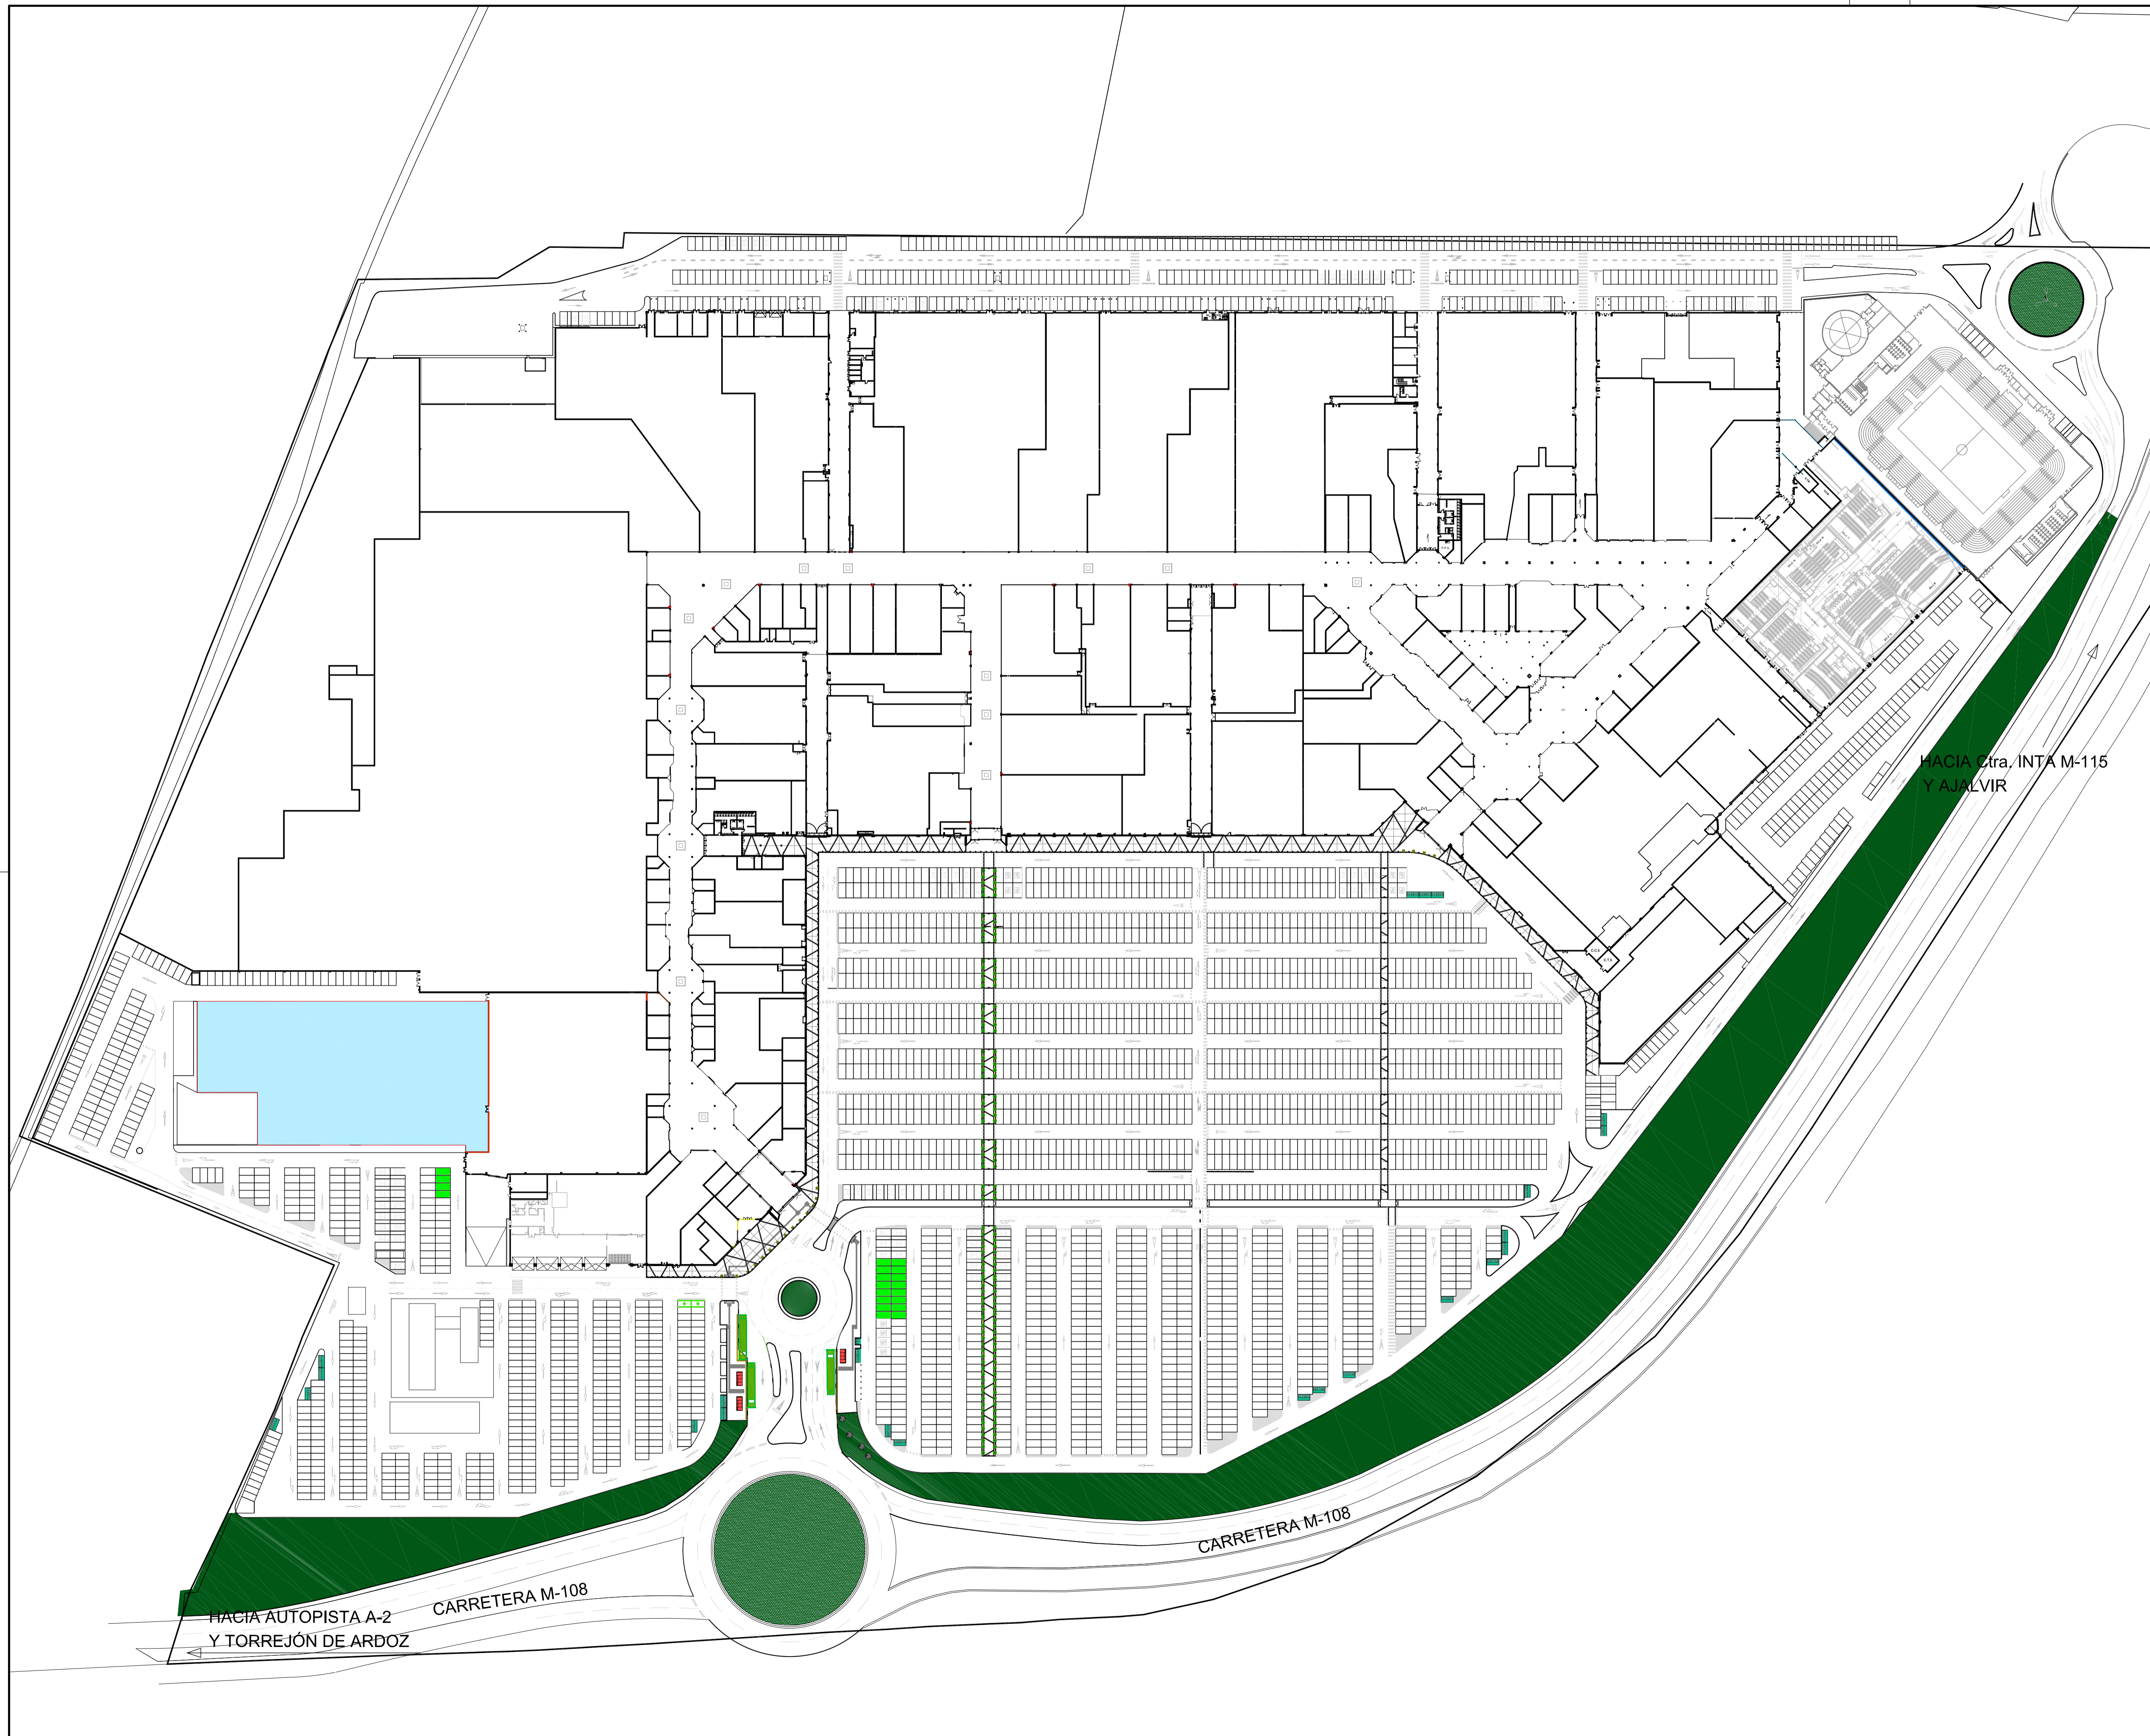 HACIA Ctra. INTA M-115
Y AJALVIR
CARRETERA M-108
CARRETERA M-108
HACIA AUTOPISTA A-2
Y TORREJÓN DE ARDOZ